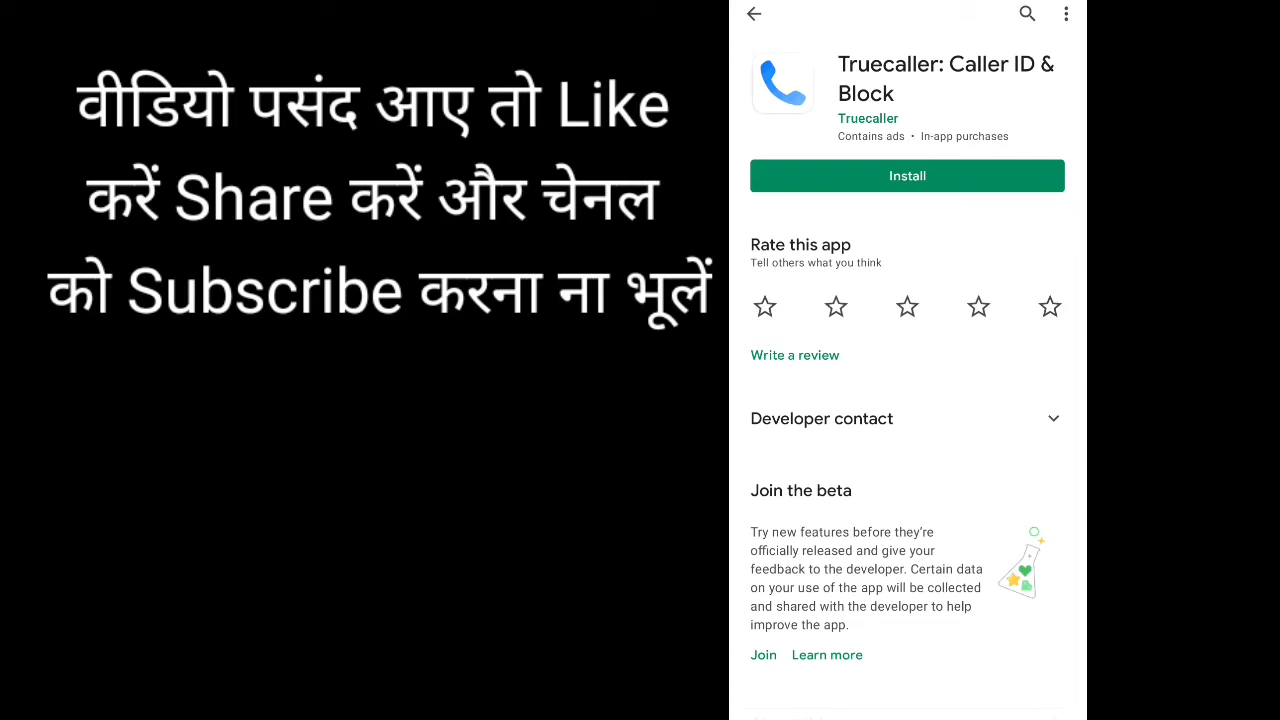 वीडियो पसंद आए तो Like
करें Share करें और चेनल
को Subscribe करना ना भूलें
Truecaller: Caller ID &
Block
Truecaller
Contains ads • In-app purchases
Install
Rate this app
Tell others what you think
Write a review
Developer contact
Join the beta
Try new features before they're
officially released and give your
feedback to the developer. Certain data
on your use of the app will be collected
and shared with the developer to help
improve the app.
Join Learn more